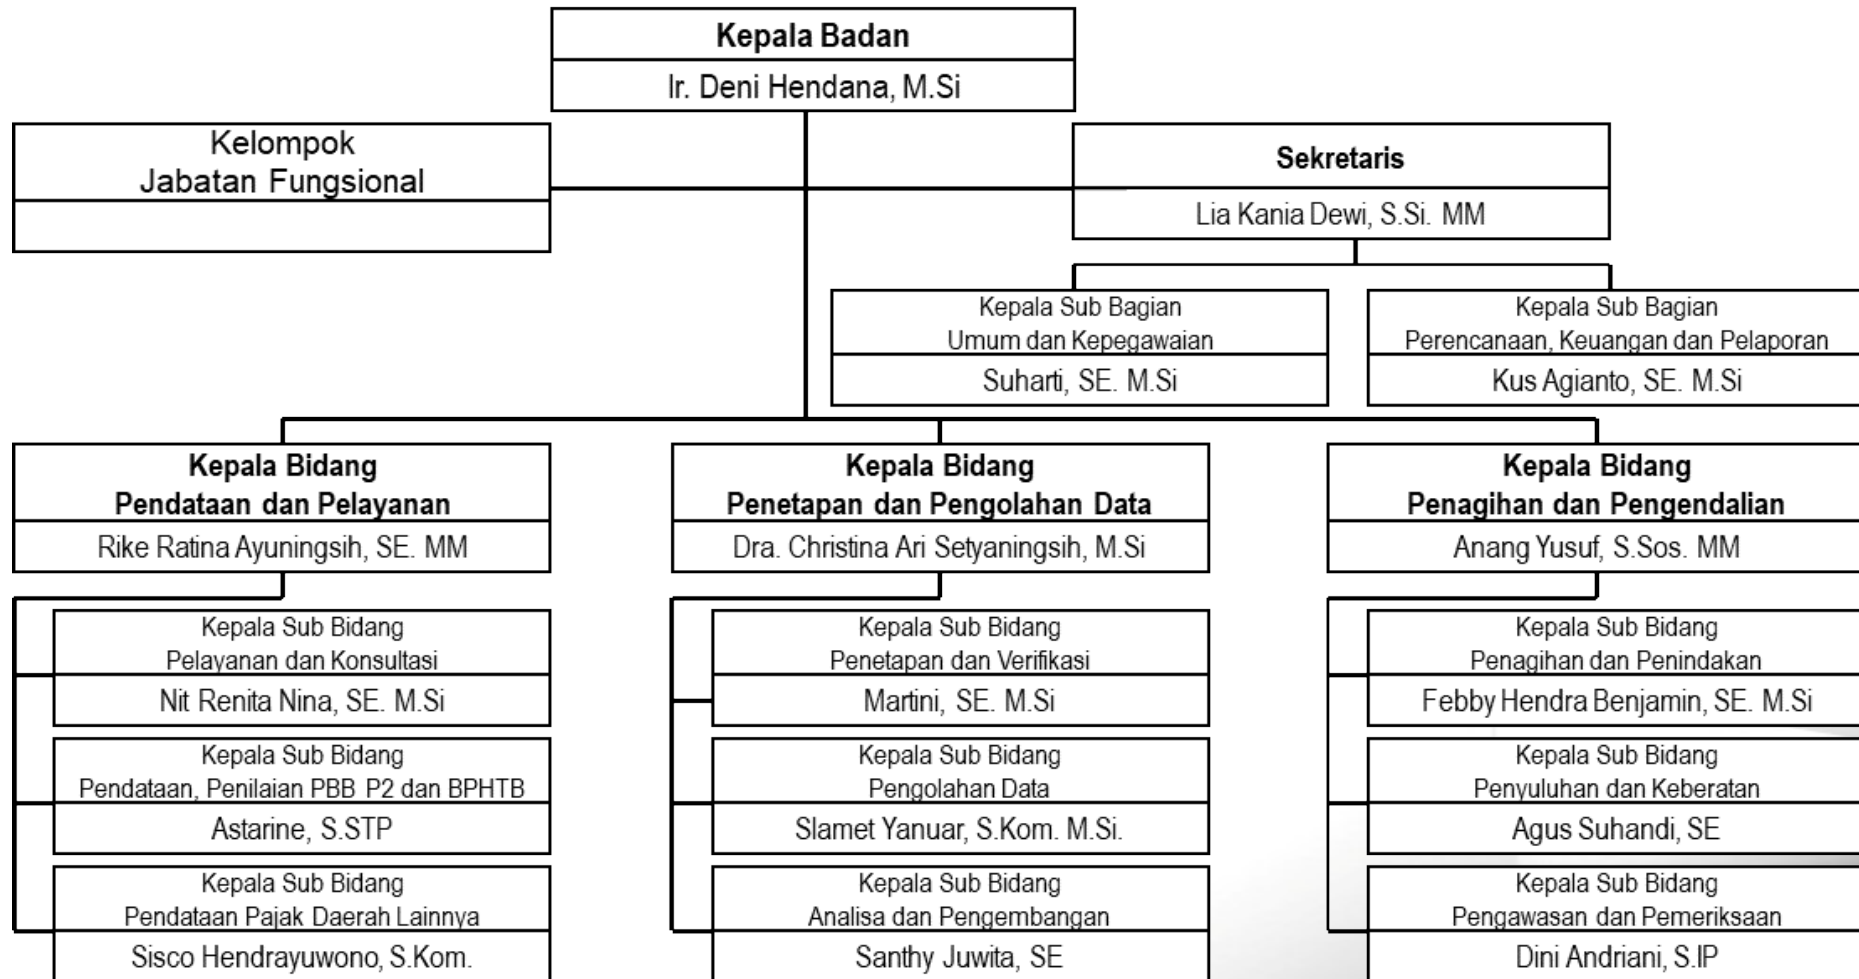 Kepala Badan
Ir. Deni Hendana, M.Si
Kelompok
Jabatan Fungsional
Sekretaris
Lia Kania Dewi, S.Si. MM
Kepala Sub Bagian
Umum dan Kepegawaian
Suharti, SE. M.Si
Kepala Sub Bagian
Perencanaan, Keuangan dan Pelaporan
Kus Agianto, SE. M.Si
Kepala Bidang
Pendataan dan Pelayanan
Rike Ratina Ayuningsih, SE. MM
Kepala Sub Bidang
Pelayanan dan Konsultasi
Nit Renita Nina, SE. M.Si
Kepala Sub Bidang
Pendataan, Penilaian PBB P2 dan BPHTB
Astarine, S.STP
Kepala Sub Bidang
Pendataan Pajak Daerah Lainnya
Sisco Hendrayuwono, S.Kom.
Kepala Bidang
Penetapan dan Pengolahan Data
Dra. Christina Ari Setyaningsih, M.Si
Kepala Sub Bidang
Penetapan dan Verifikasi
Martini, SE. M.Si
Kepala Sub Bidang
Pengolahan Data
Slamet Yanuar, S.Kom. M.Si.
Kepala Sub Bidang
Analisa dan Pengembangan
Santhy Juwita, SE
Kepala Bidang
Penagihan dan Pengendalian
Anang Yusuf, S.Sos. MM
Kepala Sub Bidang
Penagihan dan Penindakan
Febby Hendra Benjamin, SE. M.Si
Kepala Sub Bidang
Penyuluhan dan Keberatan
Agus Suhandi, SE
Kepala Sub Bidang
Pengawasan dan Pemeriksaan
Dini Andriani, S.IP